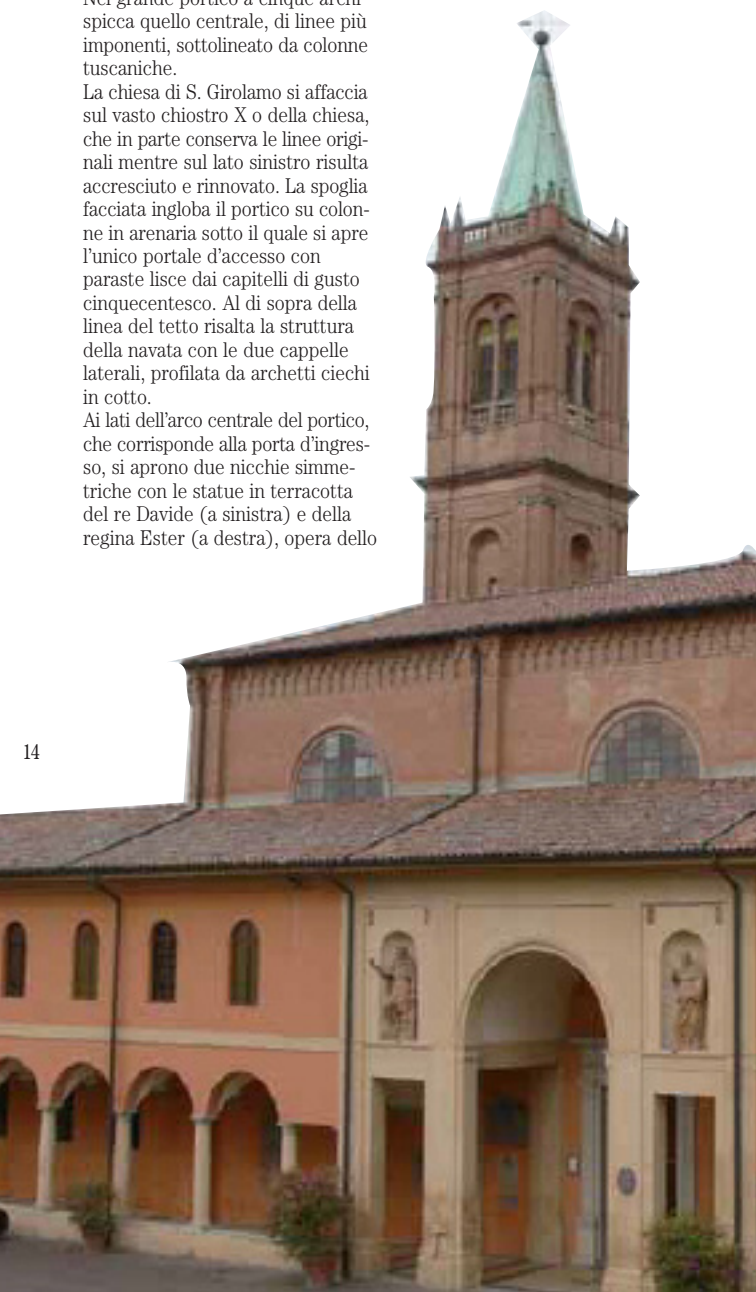 Nel grande portico a cinque archi
spicca quello centrale, di linee più
imponenti, sottolineato da colonne
tuscaniche.
La chiesa di S. Girolamo si affaccia
sul vasto chiostro X o della chiesa,
che in parte conserva le linee origi-
nali mentre sul lato sinistro risulta
accresciuto e rinnovato. La spoglia
facciata ingloba il portico su colon-
ne in arenaria sotto il quale si apre
l’unico portale d’accesso con
paraste lisce dai capitelli di gusto
cinquecentesco. Al di sopra della
linea del tetto risalta la struttura
della navata con le due cappelle
laterali, profilata da archetti ciechi
in cotto.
Ai lati dell’arco centrale del portico,
che corrisponde alla porta d’ingres-
so, si aprono due nicchie simme-
triche con le statue in terracotta
del re Davide (a sinistra) e della
regina Ester (a destra), opera dello
14